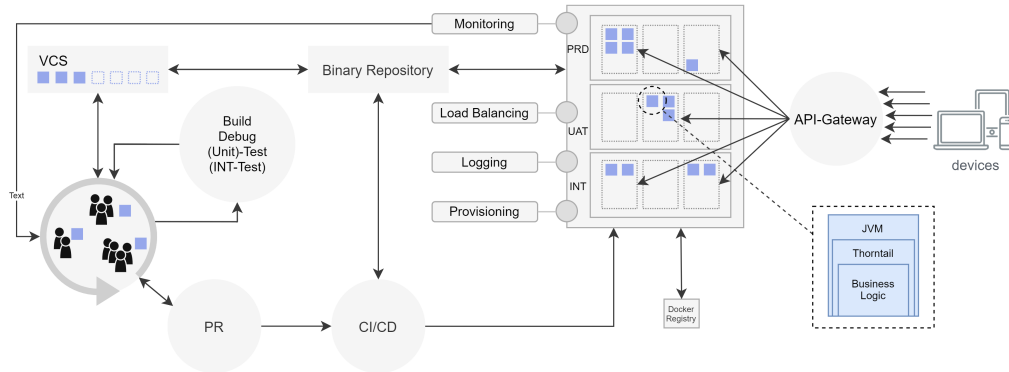 Monitoring
VCS
Binary Repository
PRD
Build
Debug
(Unit)-Test
(INT-Test)
Load Balancing
UAT
API-Gateway
devices
Logging
INT
Text
Provisioning
JVM
Thorntail
Business
Logic
PR
CI/CD
Docker
Registry